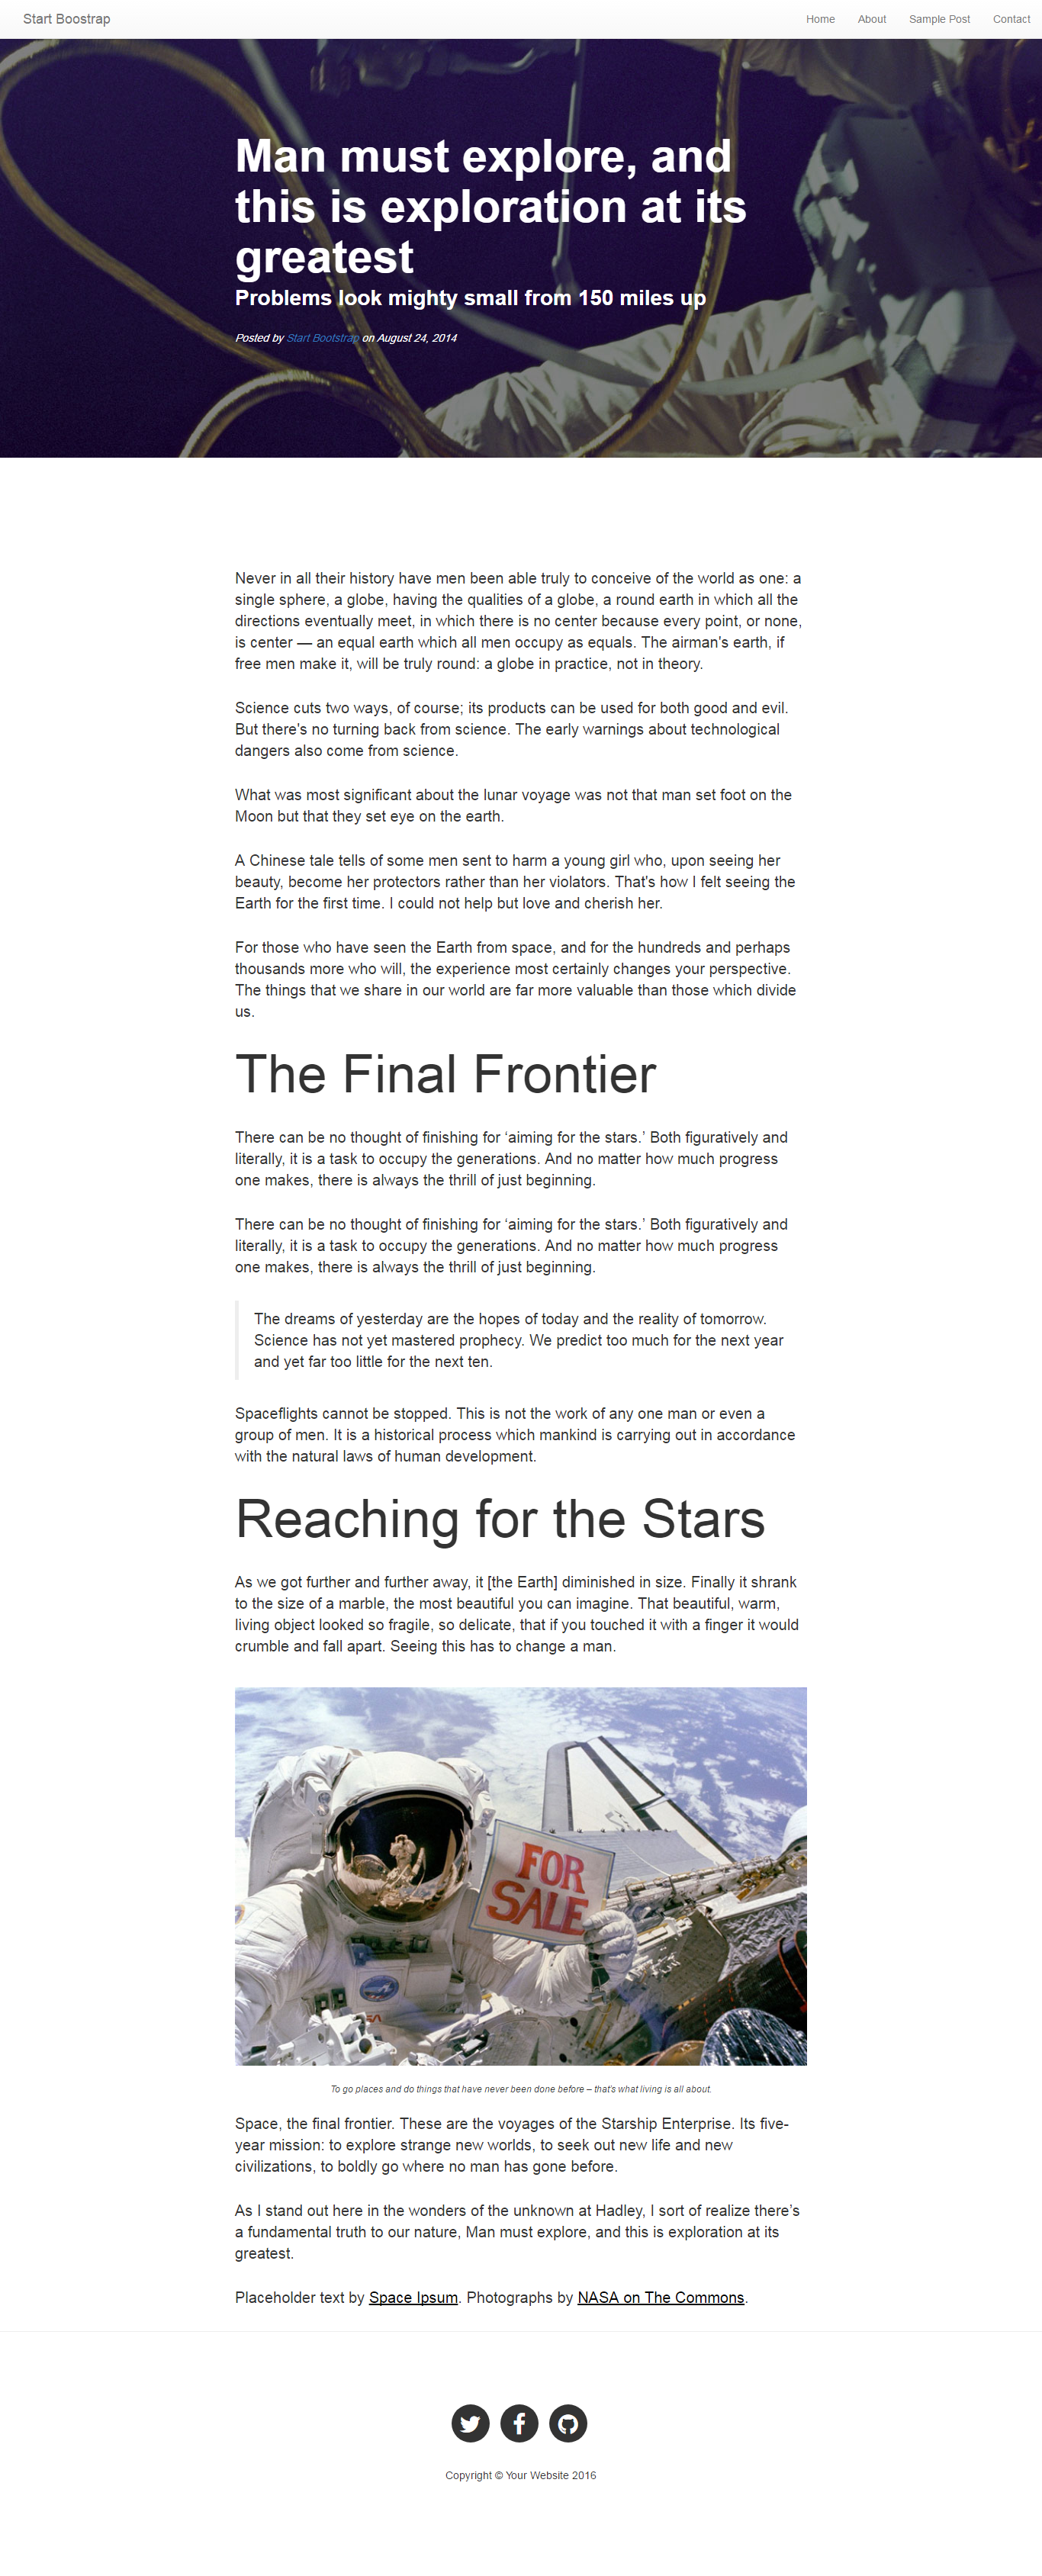 Start Boostrap
Home About Sample Post Contact
Man must explore, and
this is exploration at its
greatest
Problems look mighty small from 150 miles up
Posted by Start Bootstrap on August 24, 2014
Never in all their history have men been able truly to conceive of the world as one: a
single sphere, a globe, having the qualities of a globe, a round earth in which all the
directions eventually meet, in which there is no center because every point, or none,
is center — an equal earth which all men occupy as equals. The airman's earth, if
free men make it, will be truly round: a globe in practice, not in theory.
Science cuts two ways, of course; its products can be used for both good and evil.
But there's no turning back from science. The early warnings about technological
dangers also come from science.
What was most significant about the lunar voyage was not that man set foot on the
Moon but that they set eye on the earth.
A Chinese tale tells of some men sent to harm a young girl who, upon seeing her
beauty, become her protectors rather than her violators. That's how I felt seeing the
Earth for the first time. I could not help but love and cherish her.
For those who have seen the Earth from space, and for the hundreds and perhaps
thousands more who will, the experience most certainly changes your perspective.
The things that we share in our world are far more valuable than those which divide
us.
The Final Frontier
There can be no thought of finishing for ‘aiming for the stars.’ Both figuratively and
literally, it is a task to occupy the generations. And no matter how much progress
one makes, there is always the thrill of just beginning.
There can be no thought of finishing for ‘aiming for the stars.’ Both figuratively and
literally, it is a task to occupy the generations. And no matter how much progress
one makes, there is always the thrill of just beginning.
The dreams of yesterday are the hopes of today and the reality of tomorrow.
Science has not yet mastered prophecy. We predict too much for the next year
and yet far too little for the next ten.
Spaceflights cannot be stopped. This is not the work of any one man or even a
group of men. It is a historical process which mankind is carrying out in accordance
with the natural laws of human development.
Reaching for the Stars
As we got further and further away, it [the Earth] diminished in size. Finally it shrank
to the size of a marble, the most beautiful you can imagine. That beautiful, warm,
living object looked so fragile, so delicate, that if you touched it with a finger it would
crumble and fall apart. Seeing this has to change a man.
FOR
SALE
To go places and do things that have never been done before – that's what living is all about.
Space, the final frontier. These are the voyages of the Starship Enterprise. Its five-
year mission: to explore strange new worlds, to seek out new life and new
civilizations, to boldly go where no man has gone before.
As I stand out here in the wonders of the unknown at Hadley, I sort of realize there’s
a fundamental truth to our nature, Man must explore, and this is exploration at its
greatest.
Placeholder text by Space Ipsum. Photographs by NASA on The Commons.
Copyright © Your Website 2016